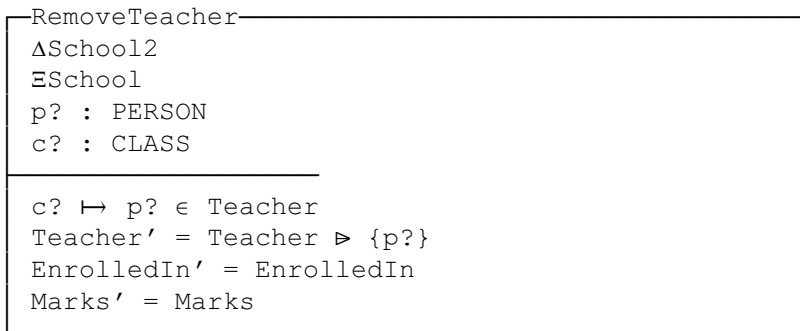 RemoveTeacher
ΔSchool2
ΞSchool
p? : PERSON
c? : CLASS
c? ↦ p? ∈ Teacher
Teacher′ = Teacher ⩥ {p?}
EnrolledIn′ = EnrolledIn
Marks′ = Marks